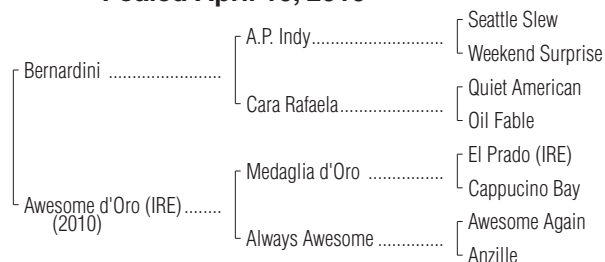 April
Seattle Slew
A.P. Indy........................................
Weekend Surprise
Bernardini ..................................
Quiet American
Cara Rafaela...............................
Oil Fable
El Prado (IRE)
Medaglia d'Oro ......................
Cappucino Bay
Awesome d'Oro (IRE)...........
(2010)
Awesome Again
Always Awesome ...................
Anzille